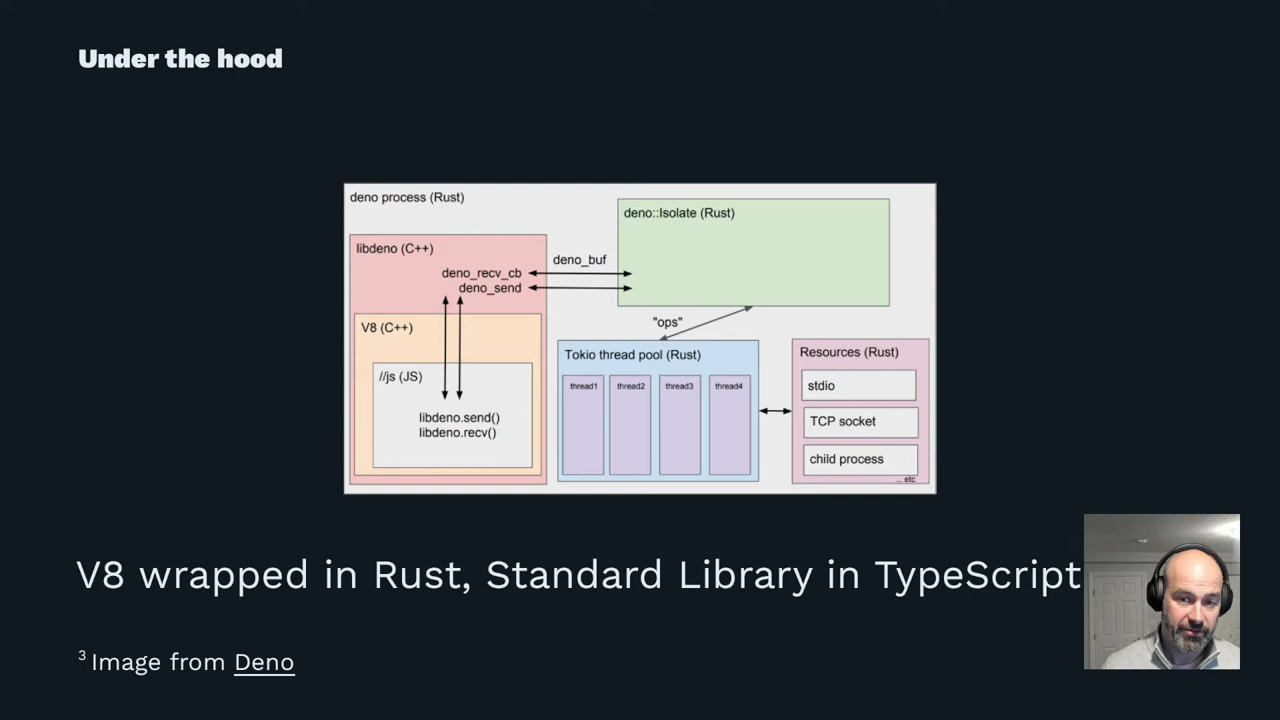 Under the hood
deno process (Rust)
deno::Isolate (Rust)
libdeno (C++)
deno_buf
deno_recv_cb
deno_send
"ops"
V8 (C++)
Tokio thread pool (Rust)
Resources (Rust)
//js (JS)
thread1 thread2 thread3 thread4
stdio
libdeno.send()
TCP socket
libdeno.recv()
child process
... etc
V8 wrapped in Rust, Standard Library in TypeScript
3 Image from Deno